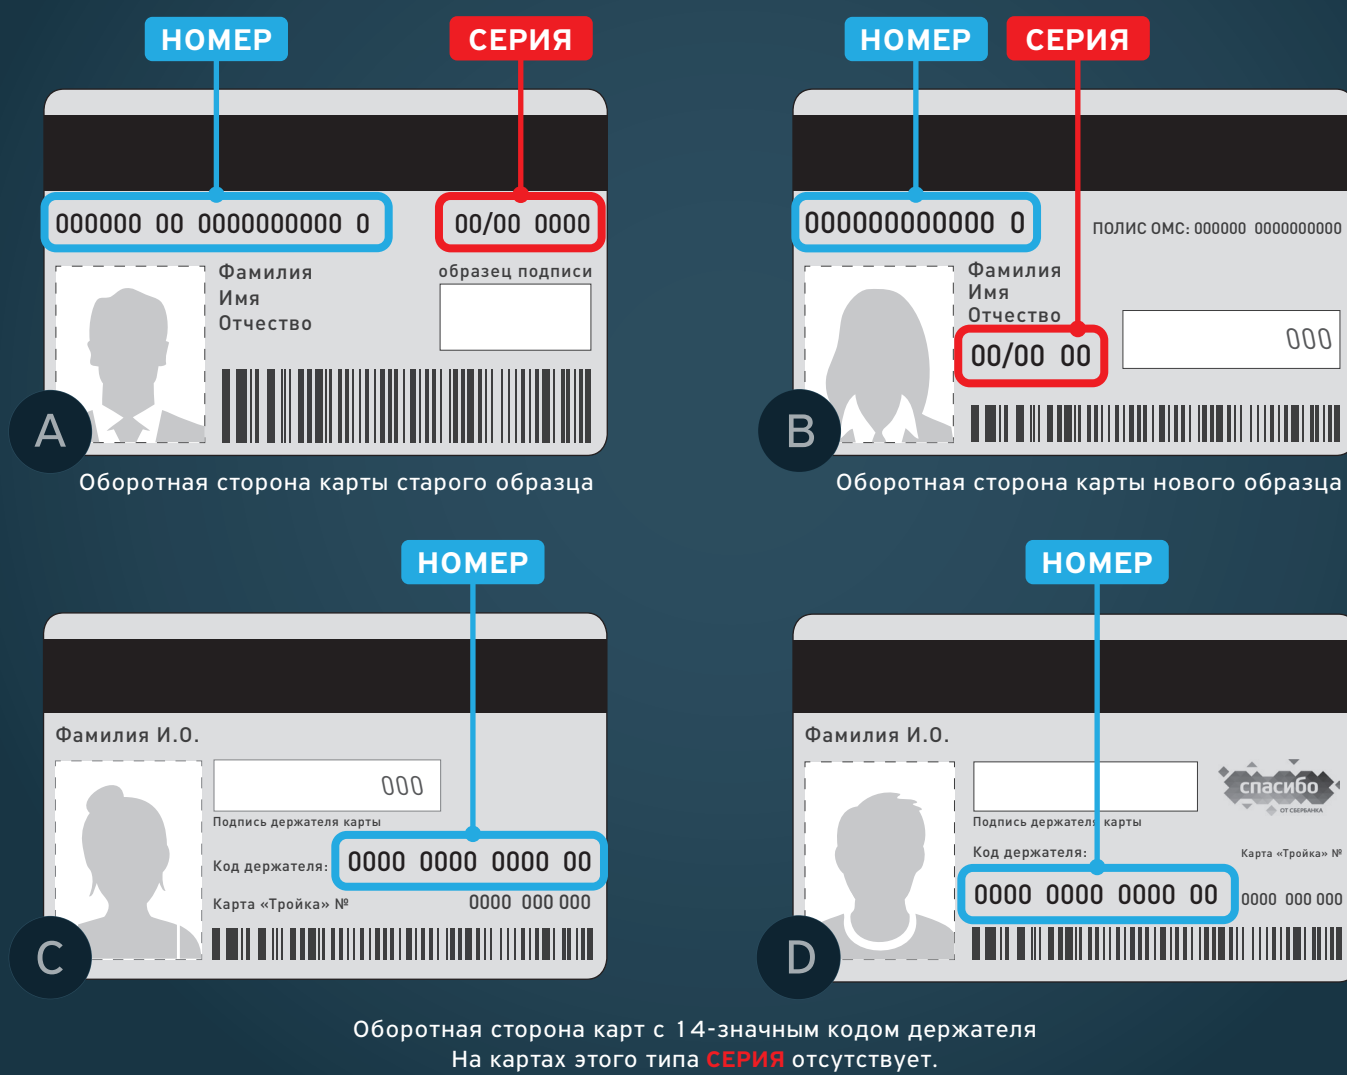 НОМЕР СЕРИЯ НОМЕР СЕРИЯ
000000 00 0000000000 0 00/00 0000
Фамилия
Имя
Отчество
образец подписи
A
Оборотная сторона карты старого образца
000000000000 0 ПОЛИС ОМС: 000000 0000000000
Фамилия
Имя
Отчество
00/00 00
000
B
Оборотная сторона карты нового образца
НОМЕР НОМЕР
Фамилия И.О.
000
Подпись держателя карты
Код держателя: 0000 0000 0000 00
Карта «Тройка» № 0000 000 000
C
Фамилия И.О.
спасибо
ОТ СБЕРБАНКА
Подпись держателя карты
Код держателя: Карта «Тройка» №
0000 0000 0000 00 0000 000 000
D
Оборотная сторона карт с 14-значным кодом держателя
На картах этого типа СЕРИЯ отсутствует.